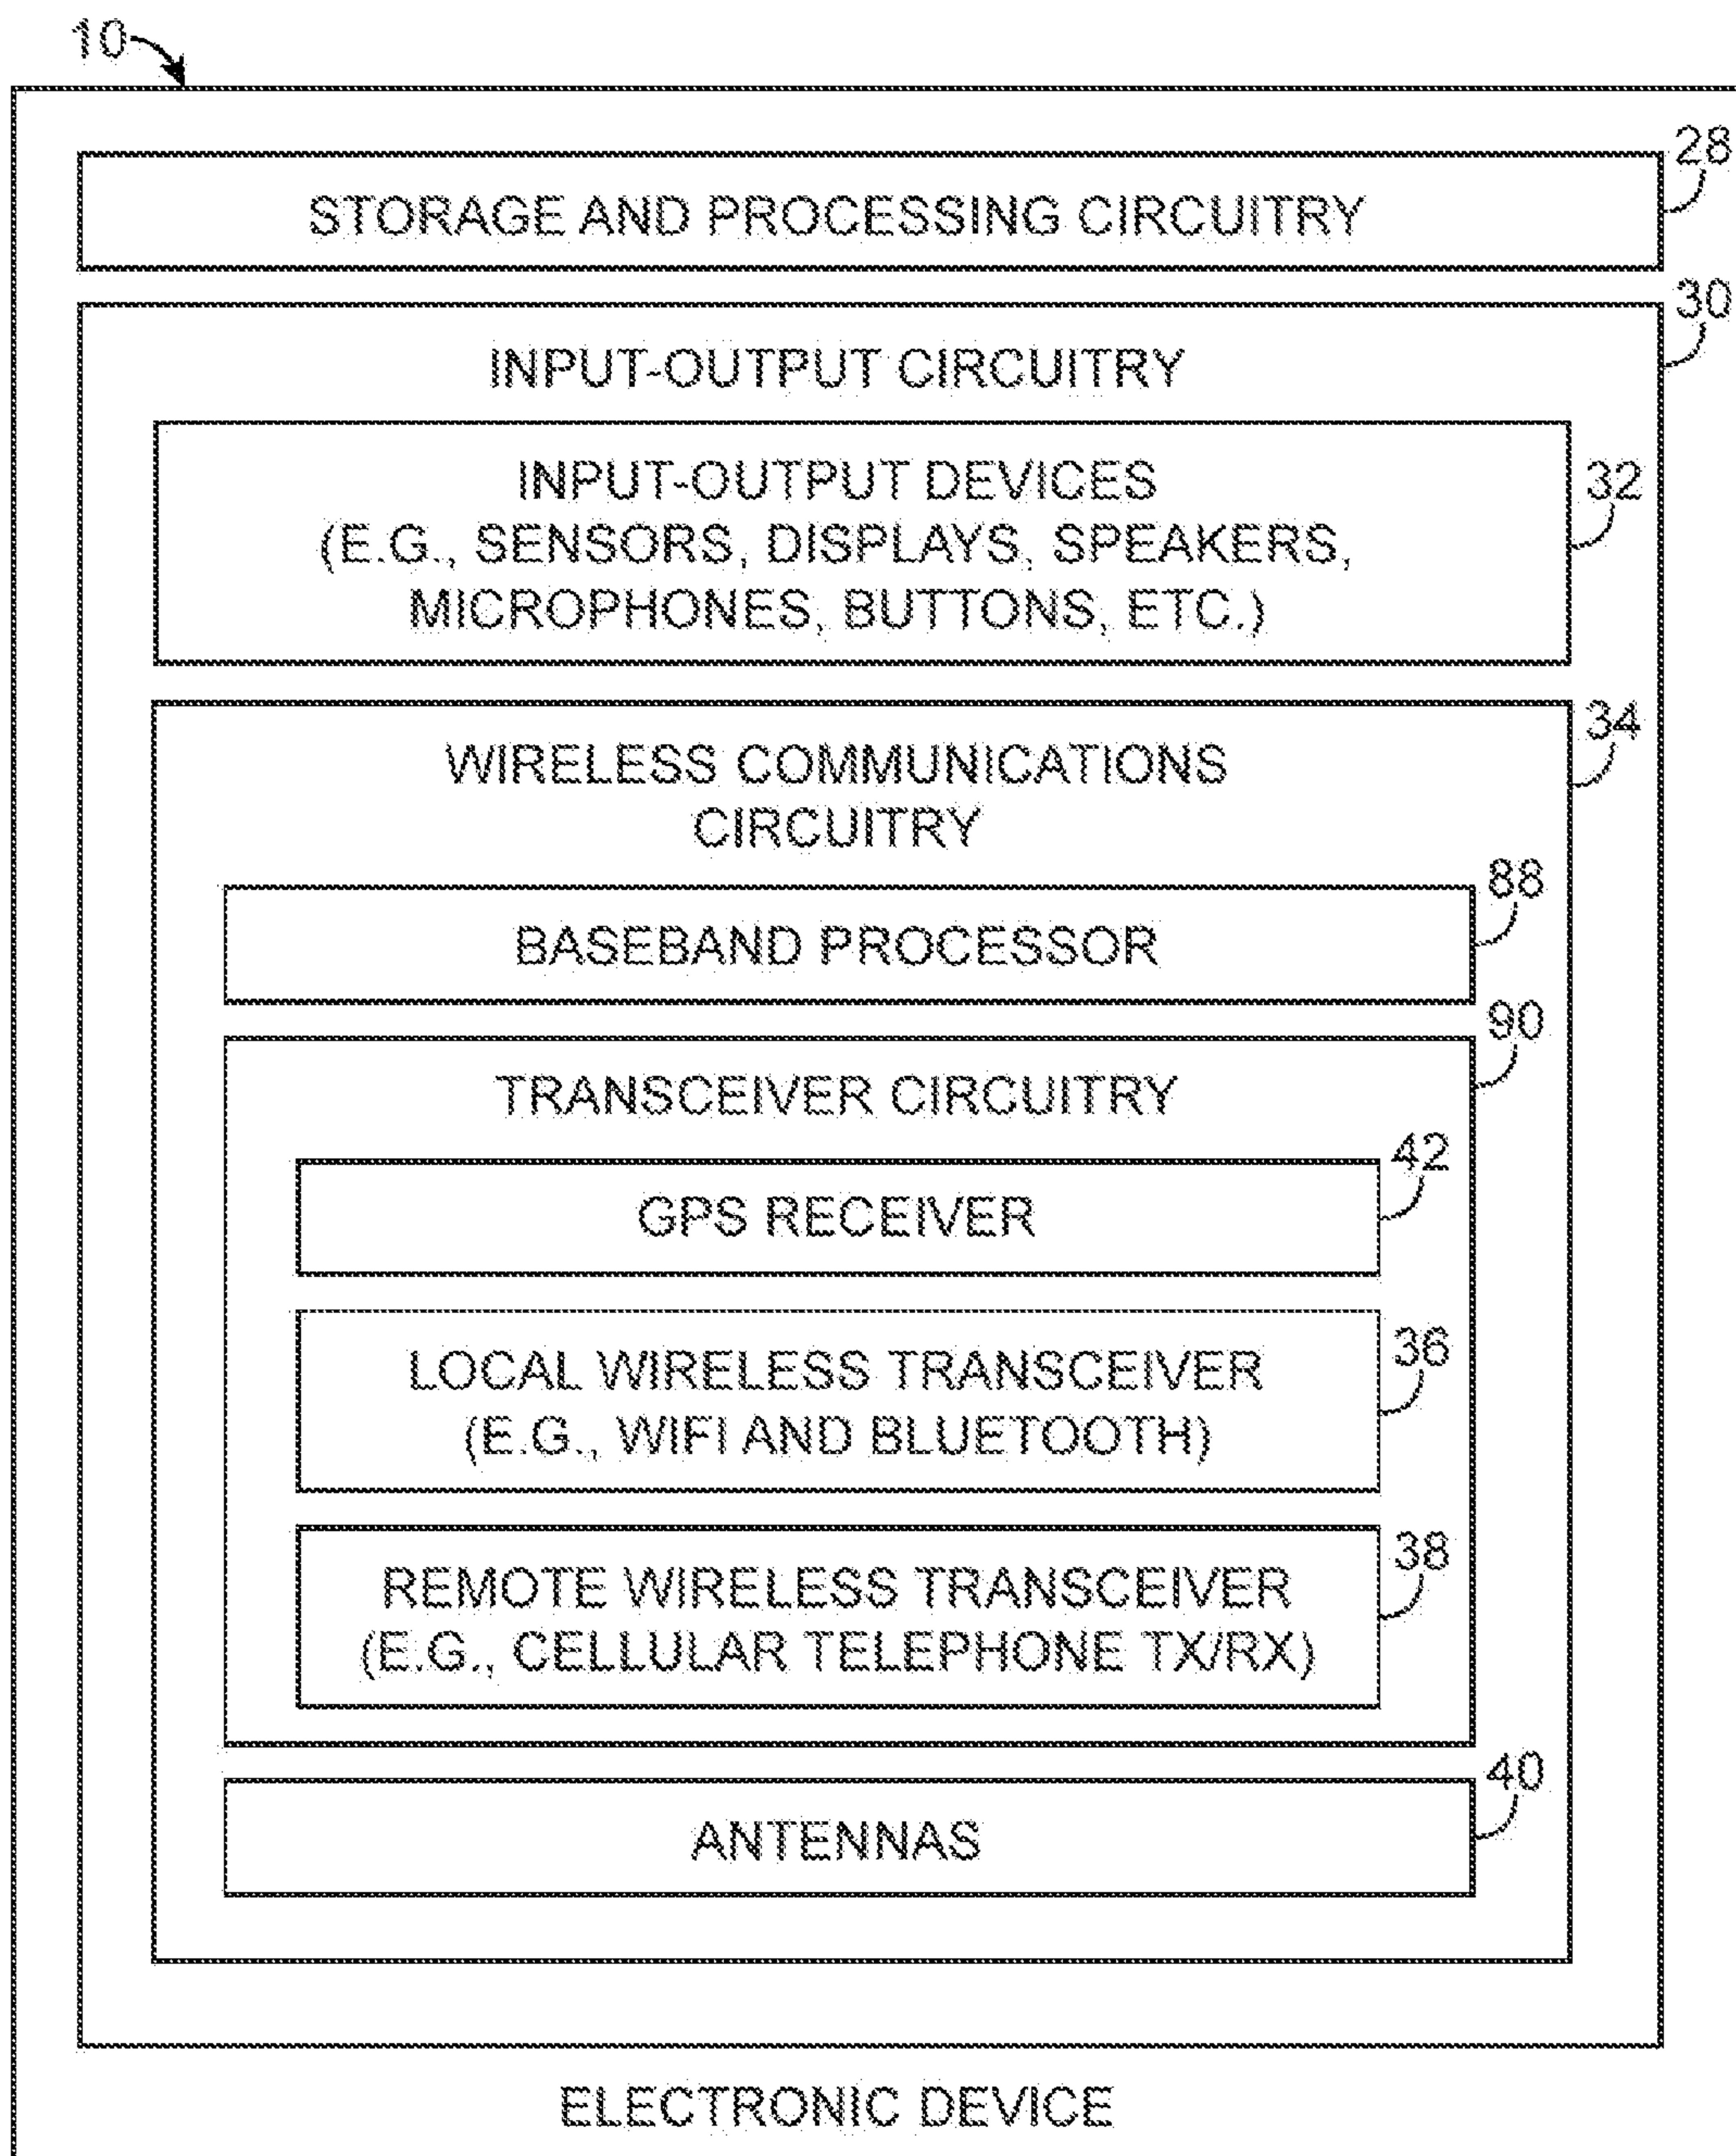 10
28
STORAGE AND PROCESSING CIRCUITRY
30
INPUT-OUTPUT CIRCUITRY
INPUT-OUTPUT DEVICES
32
(E.G., SENSORS, DISPLAYS, SPEAKERS,
MICROPHONES, BUTTONS, ETC.)
34
WIRELESS COMMUNICATIONS
CIRCUITRY
88
BASEBAND PROCESSOR
90
TRANSCEIVER CIRCUITRY
42
GPS RECEIVER
36
LOCAL WIRELESS TRANSCEIVER
(E.G., WIFI AND BLUETOOTH)
38
REMOTE WIRELESS TRANSCEIVER
(E.G., CELLULAR TELEPHONE TX/RX)
40
ANTENNAS
ELECTRONIC DEVICE